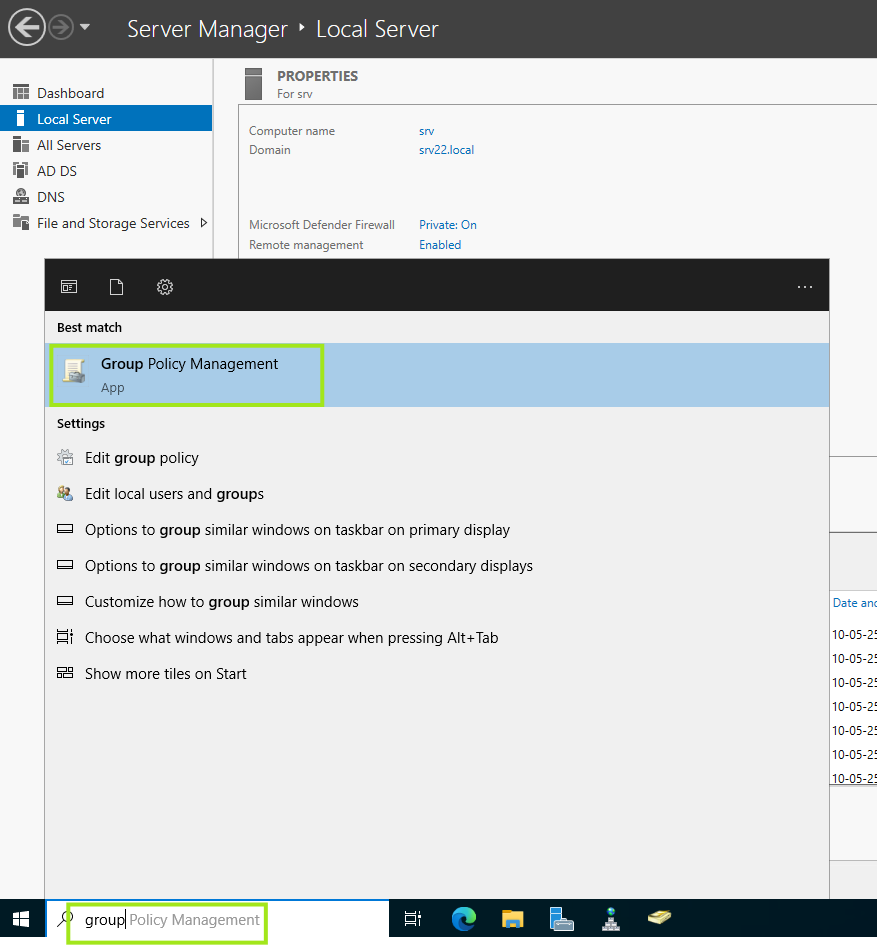 Server Manager ‣ Local Server
Dashboard
Local Server
All Servers
AD DS
DNS
File and Storage Services
PROPERTIES
For srv
Computer name srv
Domain srv22.local
Microsoft Defender Firewall Private: On
Remote management Enabled
Best match
Group Policy Management
App
Settings
Edit group policy
Edit local users and groups
Options to group similar windows on taskbar on primary display
Options to group similar windows on taskbar on secondary displays
Customize how to group similar windows
Choose what windows and tabs appear when pressing Alt+Tab
Show more tiles on Start
Date and
10-05-25
10-05-25
10-05-25
10-05-25
10-05-25
10-05-25
10-05-25
group Policy Management